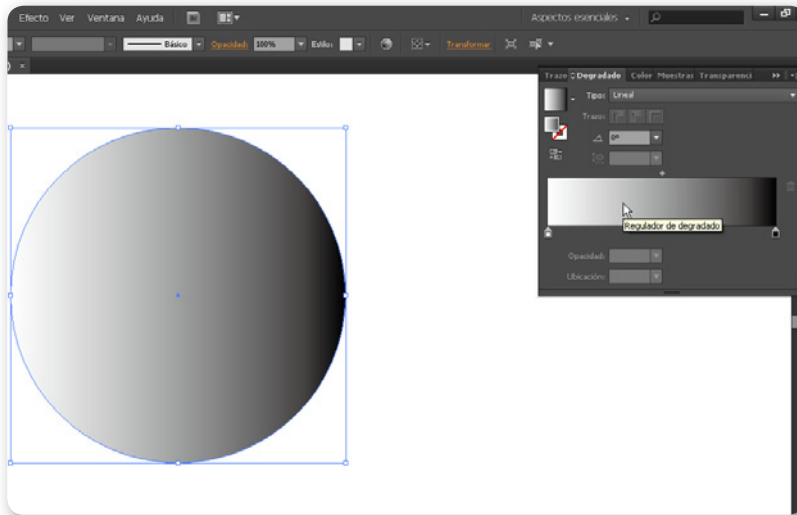 Efecto Ver Ventana Ayuda Br Aspectos esenciales
Básico Opacidad: 100% Estilo: Transformar
) ×
Trazo Degradado Color Muestras Transparenci
Tipo: Lineal
Trazo:
0°
Regulador de degradado
Opacidad:
Ubicación: